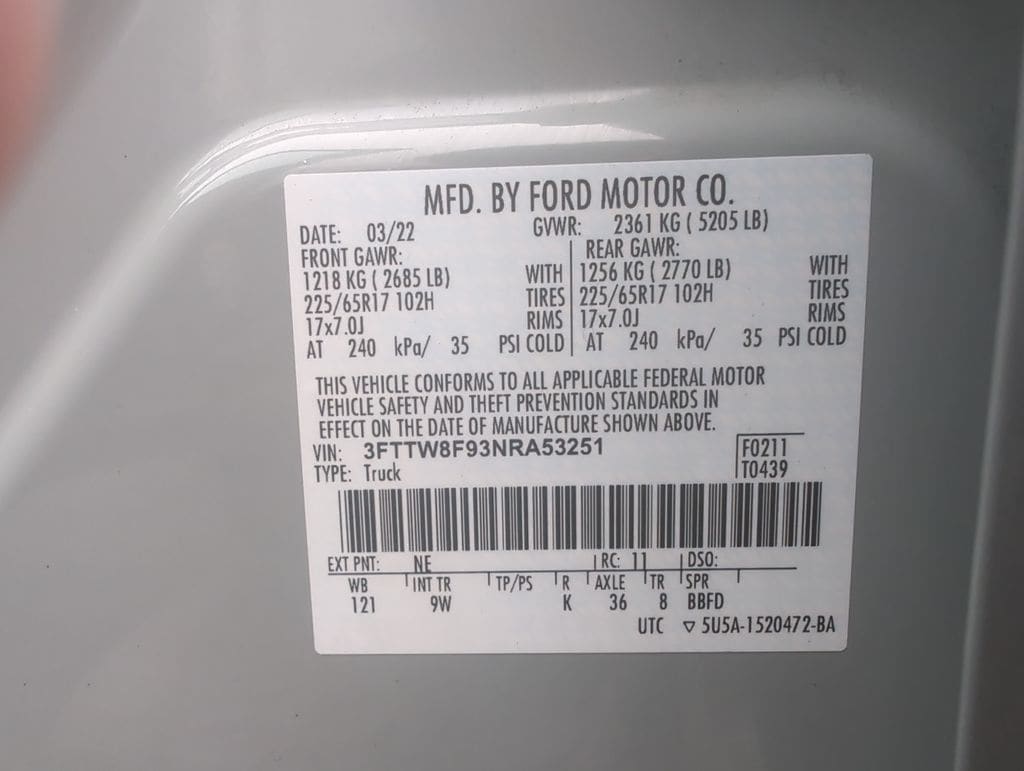 MFD. BY FORD MOTOR CO.
DATE: 03/22 GVWR: 2361 KG ( 5205 LB)
FRONT GAWR: REAR GAWR:
1218 KG ( 2685 LB) WITH 1256 KG ( 2770 LB) WITH
225/65R17 102H TIRES 225/65R17 102H TIRES
17x7.0J RIMS 17x7.0J RIMS
AT 240 kPa/ 35 PSI COLD AT 240 kPa/ 35 PSI COLD
THIS VEHICLE CONFORMS TO ALL APPLICABLE FEDERAL MOTOR
VEHICLE SAFETY AND THEFT PREVENTION STANDARDS IN
EFFECT ON THE DATE OF MANUFACTURE SHOWN ABOVE.
VIN: 3FTTW8F93NRA53251 F0211
TYPE: Truck T0439
EXT PNT: NE RC: 11 DSO:
WB INT TR TP/PS R AXLE TR SPR
121 9W K 36 8 BBFD
UTC ▽ 5U5A-1520472-BA